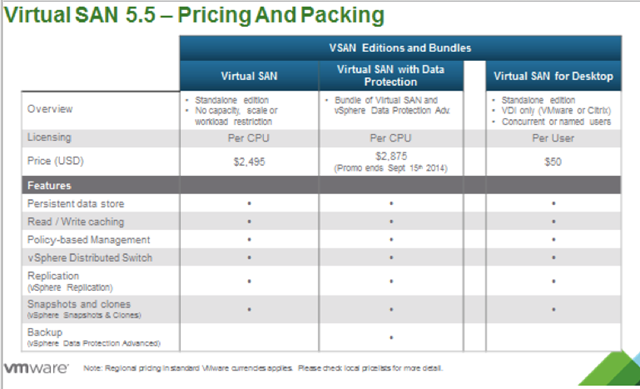 Virtual SAN 5.5 – Pricing And Packing
VSAN Editions and Bundles
Virtual SAN
Virtual SAN with Data
Protection
Virtual SAN for Desktop
Overview
• Standalone edition
• No capacity, scale or
workload restriction
• Bundle of Virtual SAN and
vSphere Data Protection Adv.
• Standalone edition
• VDI only (VMware or Citrix)
• Concurrent or named users
Licensing
Per CPU
Per CPU
Per User
Price (USD)
$2,495
$2,875
(Promo ends Sept 15th 2014)
$50
Features
Persistent data store • • •
Read / Write caching • • •
Policy-based Management • • •
vSphere Distributed Switch • • •
Replication
(vSphere Replication) • • •
Snapshots and clones
(vSphere Snapshots & Clones) • • •
Backup
(vSphere Data Protection Advanced) •
vmware
Note: Regional pricing in standard VMware currencies applies. Please check local pricelists for more detail.